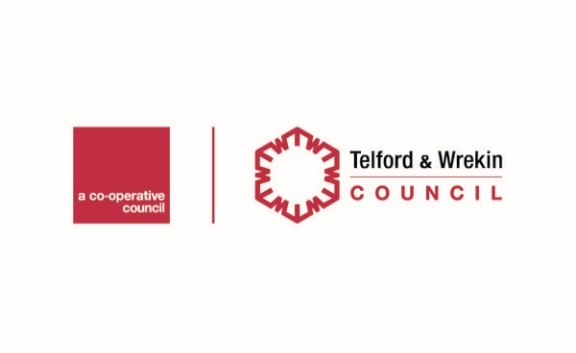 a co-operative
council
Telford & Wrekin
COUNCIL